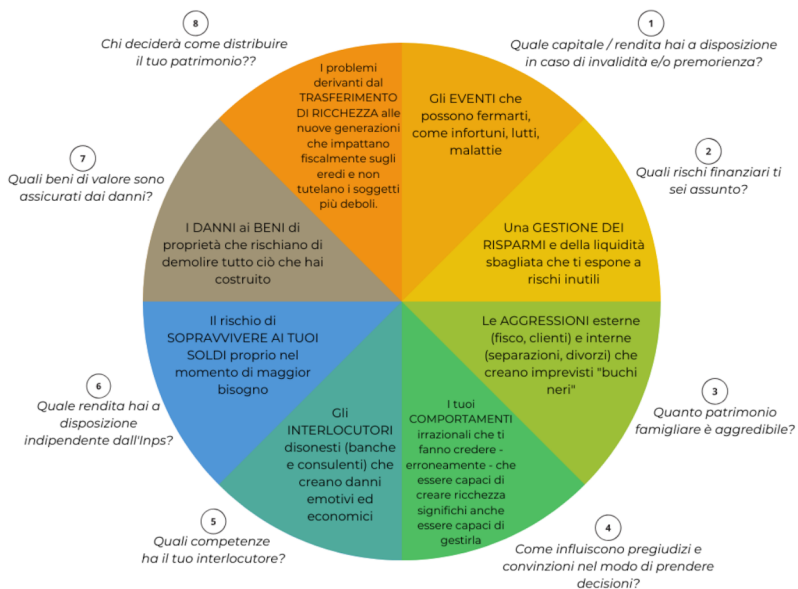 1
Quale capitale / rendita hai a disposizione
in caso di invalidità e/o premorienza?
Gli EVENTI che
possono fermarti,
come infortuni, lutti,
malattie
2
Quali rischi finanziari ti
sei assunto?
Una GESTIONE DEI
RISPARMI e della liquidità
sbagliata che ti espone a
rischi inutili
3
Quanto patrimonio
famigliare è aggredibile?
Le AGGRESSIONI esterne
(fisco, clienti) e interne
(separazioni, divorzi) che
creano imprevisti "buchi
neri"
4
Come influiscono pregiudizi e
convinzioni nel modo di prendere
decisioni?
I tuoi
COMPORTAMENTI
irrazionali che ti
fanno credere -
erroneamente - che
essere capaci di
creare ricchezza
significhi anche
essere capaci di
gestirla
5
Quali competenze
ha il tuo interlocutore?
Gli
INTERLOCUTORI
disonesti (banche
e consulenti) che
creano danni
emotivi ed
economici
6
Quale rendita hai a
disposizione
indipendente dall'Inps?
Il rischio di
SOPRAVVIVERE AI TUOI
SOLDI proprio nel
momento di maggior
bisogno
7
Quali beni di valore sono
assicurati dai danni?
I DANNI ai BENI di
proprietà che rischiano di
demolire tutto ciò che hai
costruito
8
Chi deciderà come distribuire
il tuo patrimonio??
I problemi
derivanti dal
TRASFERIMENTO
DI RICCHEZZA alle
nuove generazioni
che impattano
fiscalmente sugli
eredi e non
tutelano i soggetti
più deboli.